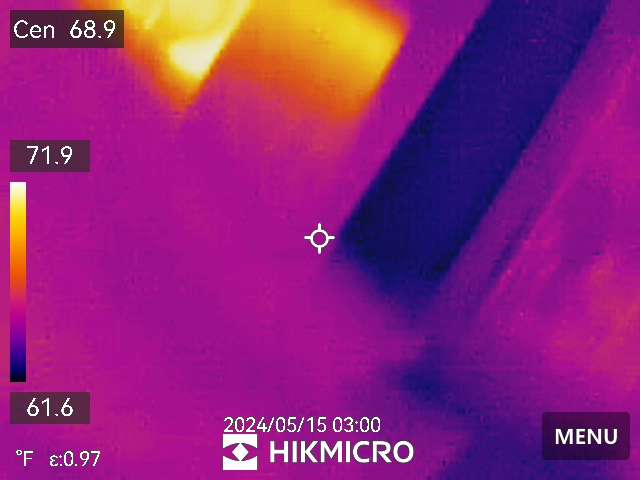 Cen 68.9
71.9
61.6
2024/05/15 03:00
°F ε:0.97
HIKMICRO
MENU